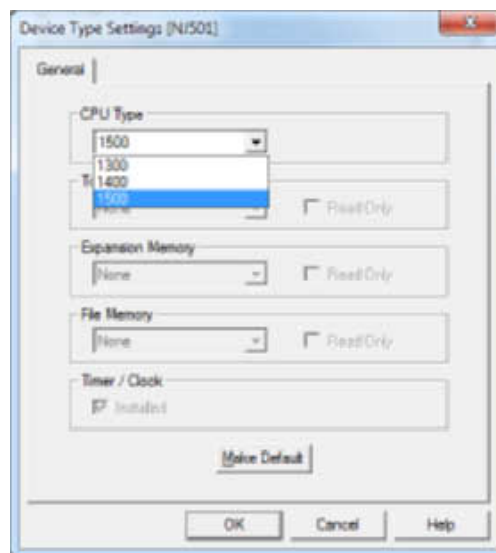 Device Type Settings [NJ501]
General
CPU Type
1500
1300
1400
1500
None
Read Only
Expansion Memory
None
Read Only
File Memory
None
Read Only
Timer / Clock
Installed
Make Default
OK Cancel Help